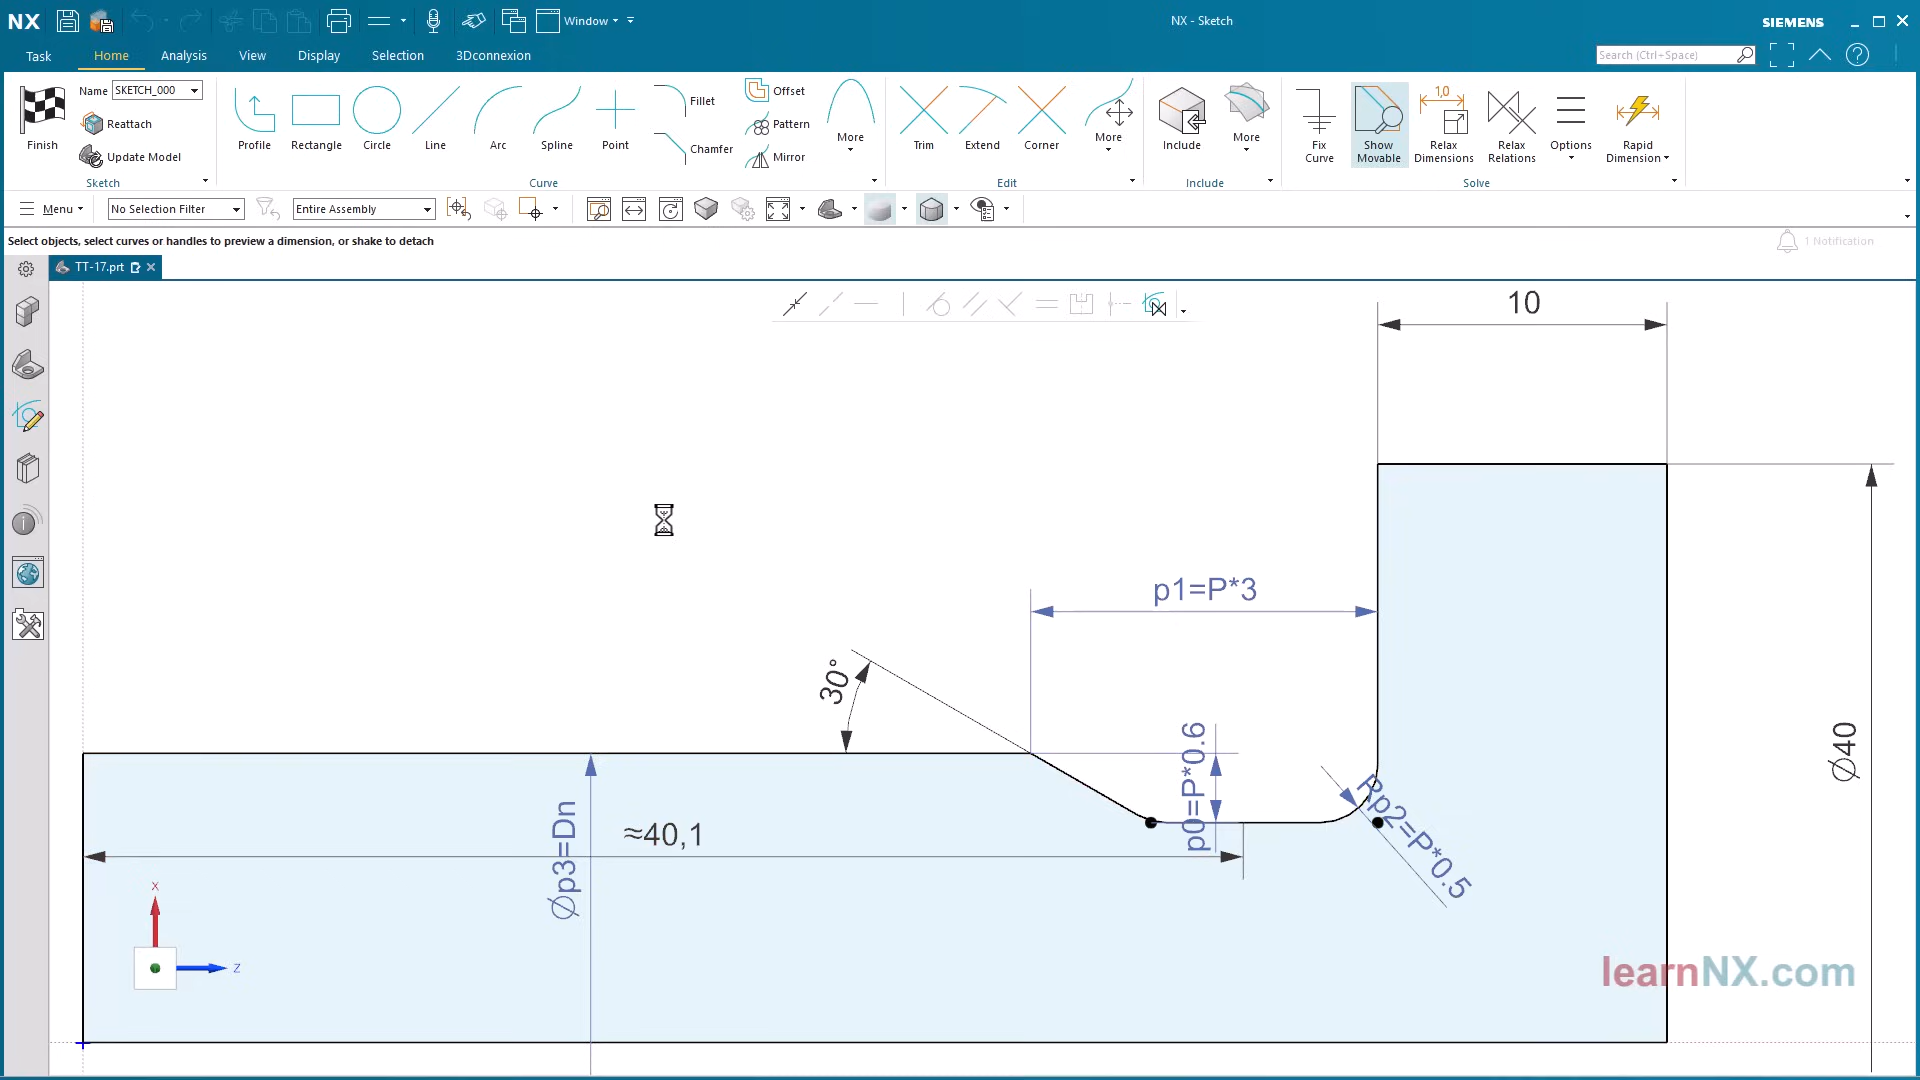 NX
Window
NX - Sketch
SIEMENS
Task
Home
Analysis
View
Display
Selection
3Dconnexion
Search (Ctrl+Space)
Finish
Name
SKETCH_000
Reattach
Update Model
Sketch
Profile
Rectangle
Circle
Line
Arc
Spline
Point
Fillet
Chamfer
Offset
Pattern
Mirror
More
Curve
Trim
Extend
Corner
More
Edit
Include
More
Include
Fix
Curve
Show
Movable
1,0
Relax
Dimensions
Relax
Relations
Options
Rapid
Dimension
Solve
Menu
No Selection Filter
Entire Assembly
Select objects, select curves or handles to preview a dimension, or shake to detach
1 Notification
TT-17.prt
10
p1=P*3
30°
p0=P*0.6
Rp2=P*0.5
∅40
≈40,1
∅p3=Dn
X
Z
learnNX.com